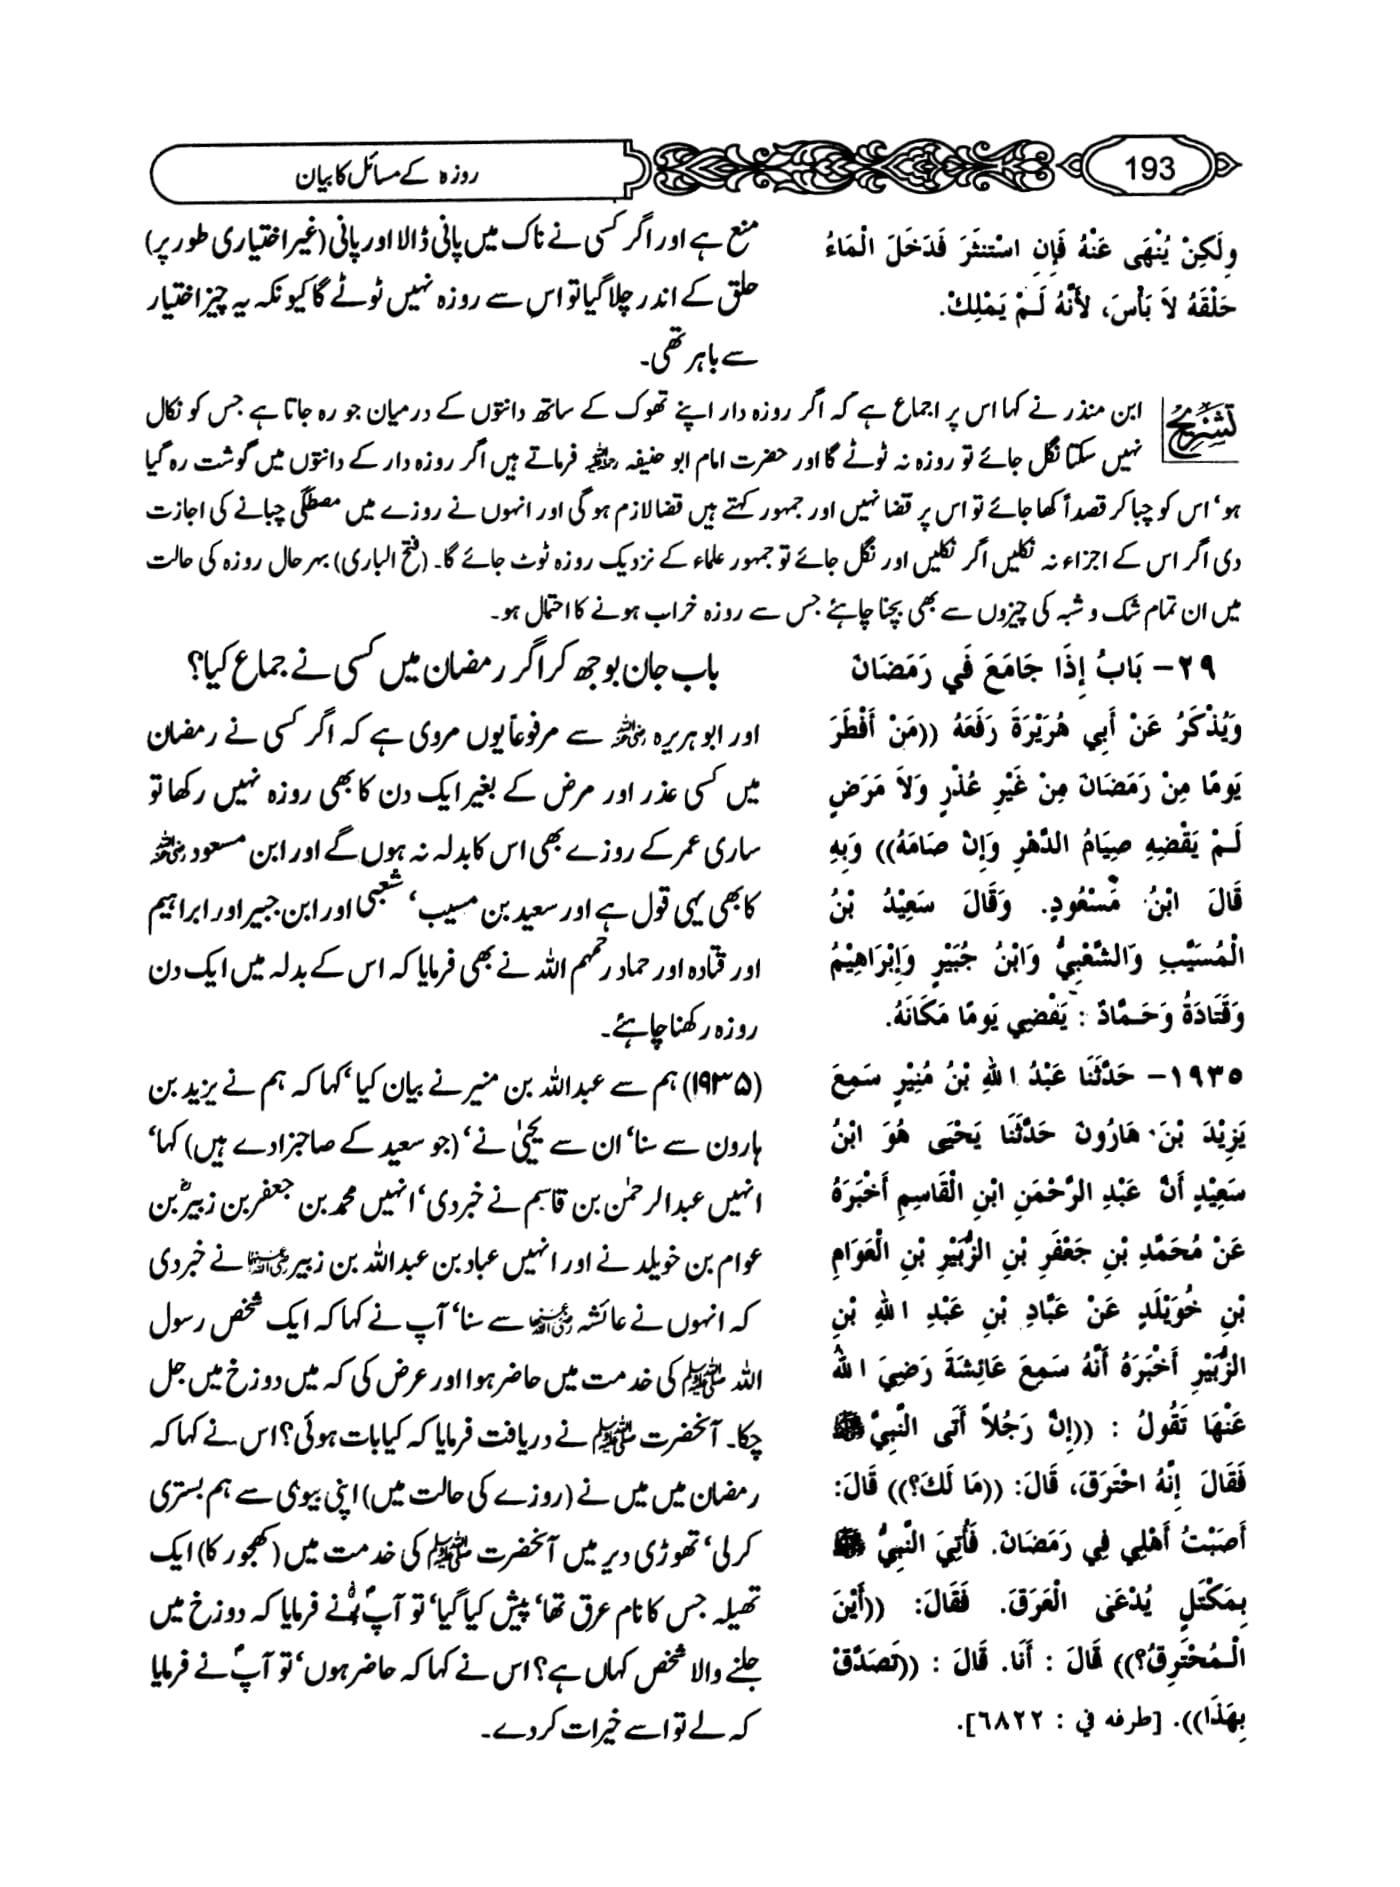 193
روزہ کے مسائل کا بیان
ولَكِنْ يُنْهَى عَنْهُ فَإِنِ اسْتَنْثَرَ فَدَخَلَ الْمَاءُ
حَلْقَهُ لاَ بَأْسَ، لأَنَّهُ لَمْ يَمْلِكْ.
منع ہے اور اگر کسی نے ناک میں پانی ڈالا اور پانی (غیر اختیاری طور پر)
حلق کے اندر چلا گیا تو اس سے روزہ نہیں ٹوٹے گا کیونکہ یہ چیز اختیار
سے باہر تھی۔
تشریح ابن منذر نے کہا اس پر اجماع ہے کہ اگر روزہ دار اپنے تھوک کے ساتھ دانتوں کے درمیان جو رہ جاتا ہے جس کو نکال
نہیں سکتا نگل جائے تو روزہ نہ ٹوٹے گا اور حضرت امام ابو حنیفہ رحمۃ اللہ علیہ فرماتے ہیں اگر روزہ دار کے دانتوں میں گوشت رہ گیا
ہو‘ اس کو چبا کر قصداً کھا جائے تو اس پر قضا نہیں اور جمہور کہتے ہیں قضا لازم ہوگی اور انہوں نے روزے میں مصطگی چبانے کی اجازت
دی اگر اس کے اجزاء نہ نکلیں اگر نکلیں اور نگل جائے تو جمہور علماء کے نزدیک روزہ ٹوٹ جائے گا۔ (فتح الباری) بہر حال روزہ کی حالت
میں ان تمام شک و شبہ کی چیزوں سے بھی بچنا چاہئے جس سے روزہ خراب ہونے کا احتمال ہو۔
٢٩- بَابُ إِذَا جَامَعَ فَي رَمَضَانَ
وَيُذْكَرُ عَنْ أَبِي هُرَيْرَةَ رَفَعَهُ ((مَنْ أَفْطَرَ
يَومًا مِنْ رَمَضَانَ مِنْ غَيْرِ عُذْرٍ وَلاَ مَرَضٍ
لَمْ يَقْضِهِ صِيَامُ الدَّهْرِ وَإِنْ صَامَهُ)) وَبِهِ
قَالَ ابْنُ مَسْعُودٍ. وَقَالَ سَعِيْدُ بْنُ
الْمُسَيَّبِ وَالشَّعْبِيُّ وَابْنُ جُبَيْرٍ وَإِبْرَاهِيْمُ
وَقَتَادَةُ وَحَمَّادٌ : يَقْضِي يَومًا مَكَانَهُ.
١٩٣٥- حَدَّثَنَا عَبْدُ اللهِ بْنُ مُنِيْرٍ سَمِعَ
يَزِيْدَ بْنَ هَارُونَ حَدَّثَنَا يَحْيَى هُوَ ابْنُ
سَعِيْدٍ أَنَّ عَبْدِ الرَّحْمَنِ ابْنِ الْقَاسِمِ أَخْبَرَهُ
عَنْ مُحَمَّدِ بْنِ جَعْفَرِ بْنِ الزُّبَيْرِ بْنِ الْعَوَامِ
بْنِ خُوَيْلَدٍ عَنْ عَبَّادِ بْنِ عَبْدِ اللهِ بْنِ
الزُّبَيْرِ أَخْبَرَهُ أَنَّهُ سَمِعَ عَائِشَةَ رَضِيَ اللهُ
عَنْهَا تَقُولُ : ((إِنَّ رَجُلاً أَتَى النَّبِيَّ ﷺ
فَقَالَ إِنَّهُ احْتَرَقَ، قَالَ: ((مَا لَكَ؟)) قَالَ:
أَصَبْتُ أَهْلِي فِي رَمَضَانَ. فَأُتِيَ النَّبِيُّ ﷺ
بِمَكْتَلٍ يُدْعَى الْعَرَقَ. فَقَالَ: ((أَيْنَ
الْمُحْتَرِقُ؟)) قَالَ : أَنَا. قَالَ : ((تَصَدَّقْ
بِهَذَا)). [طرفه في : ٦٨٢٢].
باب جان بوجھ کر اگر رمضان میں کسی نے جماع کیا؟
اور ابو ہریرہ رضی اللہ عنہ سے مرفوعاً یوں مروی ہے کہ اگر کسی نے رمضان
میں کسی عذر اور مرض کے بغیر ایک دن کا بھی روزہ نہیں رکھا تو
ساری عمر کے روزے بھی اس کا بدلہ نہ ہوں گے اور ابن مسعود رضی اللہ عنہ
کا بھی یہی قول ہے اور سعید بن مسیب‘ شعبی اور ابن جبیر اور ابراہیم
اور قتادہ اور حماد رحمہم اللہ نے بھی فرمایا کہ اس کے بدلہ میں ایک دن
روزہ رکھنا چاہئے۔
(۱۹۳۵) ہم سے عبداللہ بن منیر نے بیان کیا‘ کہا کہ ہم نے یزید بن
ہارون سے سنا‘ ان سے یحییٰ نے‘ (جو سعید کے صاحبزادے ہیں) کہا‘
انہیں عبدالرحمٰن بن قاسم نے خبر دی‘ انہیں محمد بن جعفر بن زبیرؓ بن
عوام بن خویلد نے اور انہیں عباد بن عبداللہ بن زبیر رضی اللہ عنہما نے خبر دی
کہ انہوں نے عائشہ رضی اللہ عنہا سے سنا‘ آپ نے کہا کہ ایک شخص رسول
اللہ ﷺ کی خدمت میں حاضر ہوا اور عرض کی کہ میں دوزخ میں جل
چکا۔ آنحضرت ﷺ نے دریافت فرمایا کہ کیا بات ہوئی؟ اس نے کہا کہ
رمضان میں میں نے (روزے کی حالت میں) اپنی بیوی سے ہم بستری
کرلی‘ تھوڑی دیر میں آنحضرت ﷺ کی خدمت میں (کھجور کا) ایک
تھیلہ جس کا نام عرق تھا‘ پیش کیا گیا‘ تو آپؐ نے فرمایا کہ دوزخ میں
جلنے والا شخص کہاں ہے؟ اس نے کہا کہ حاضر ہوں‘ تو آپؐ نے فرمایا
کہ لے تو اسے خیرات کر دے۔